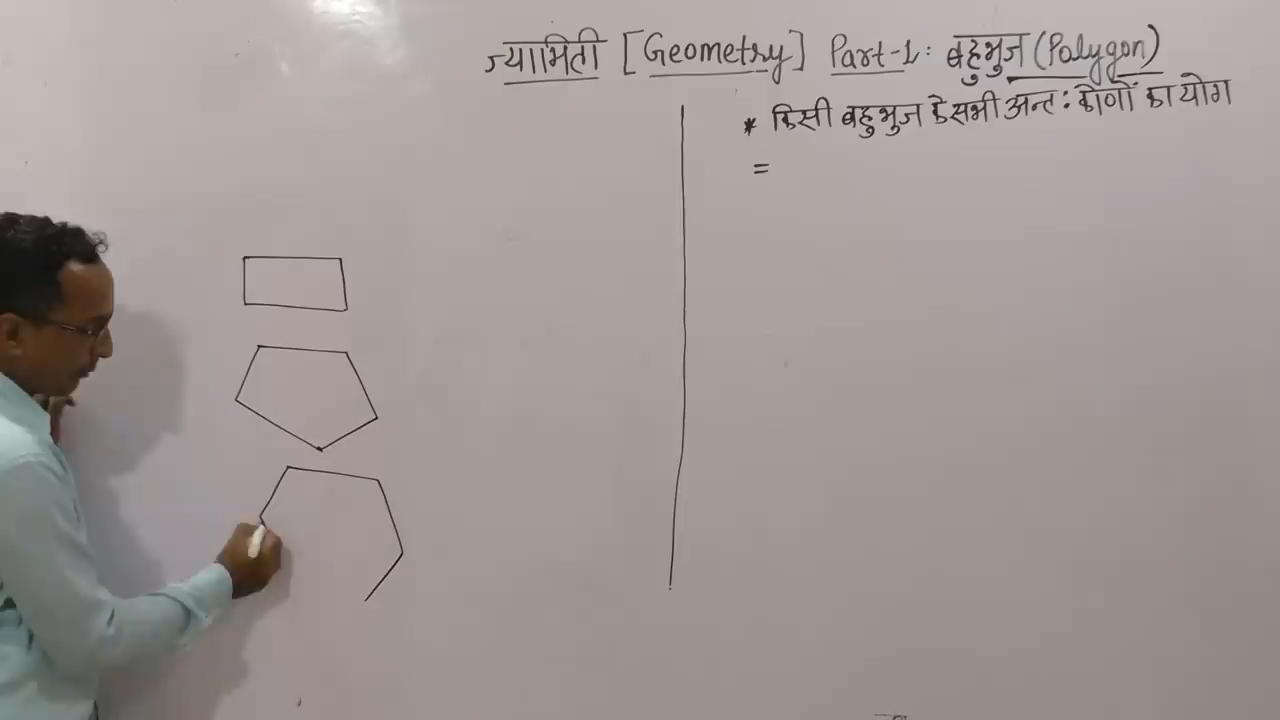 ज्यामिती [Geometry] Part-1: बहुभुज (Polygon)
* किसी बहुभुज के सभी अन्त: कोणों का योग
=